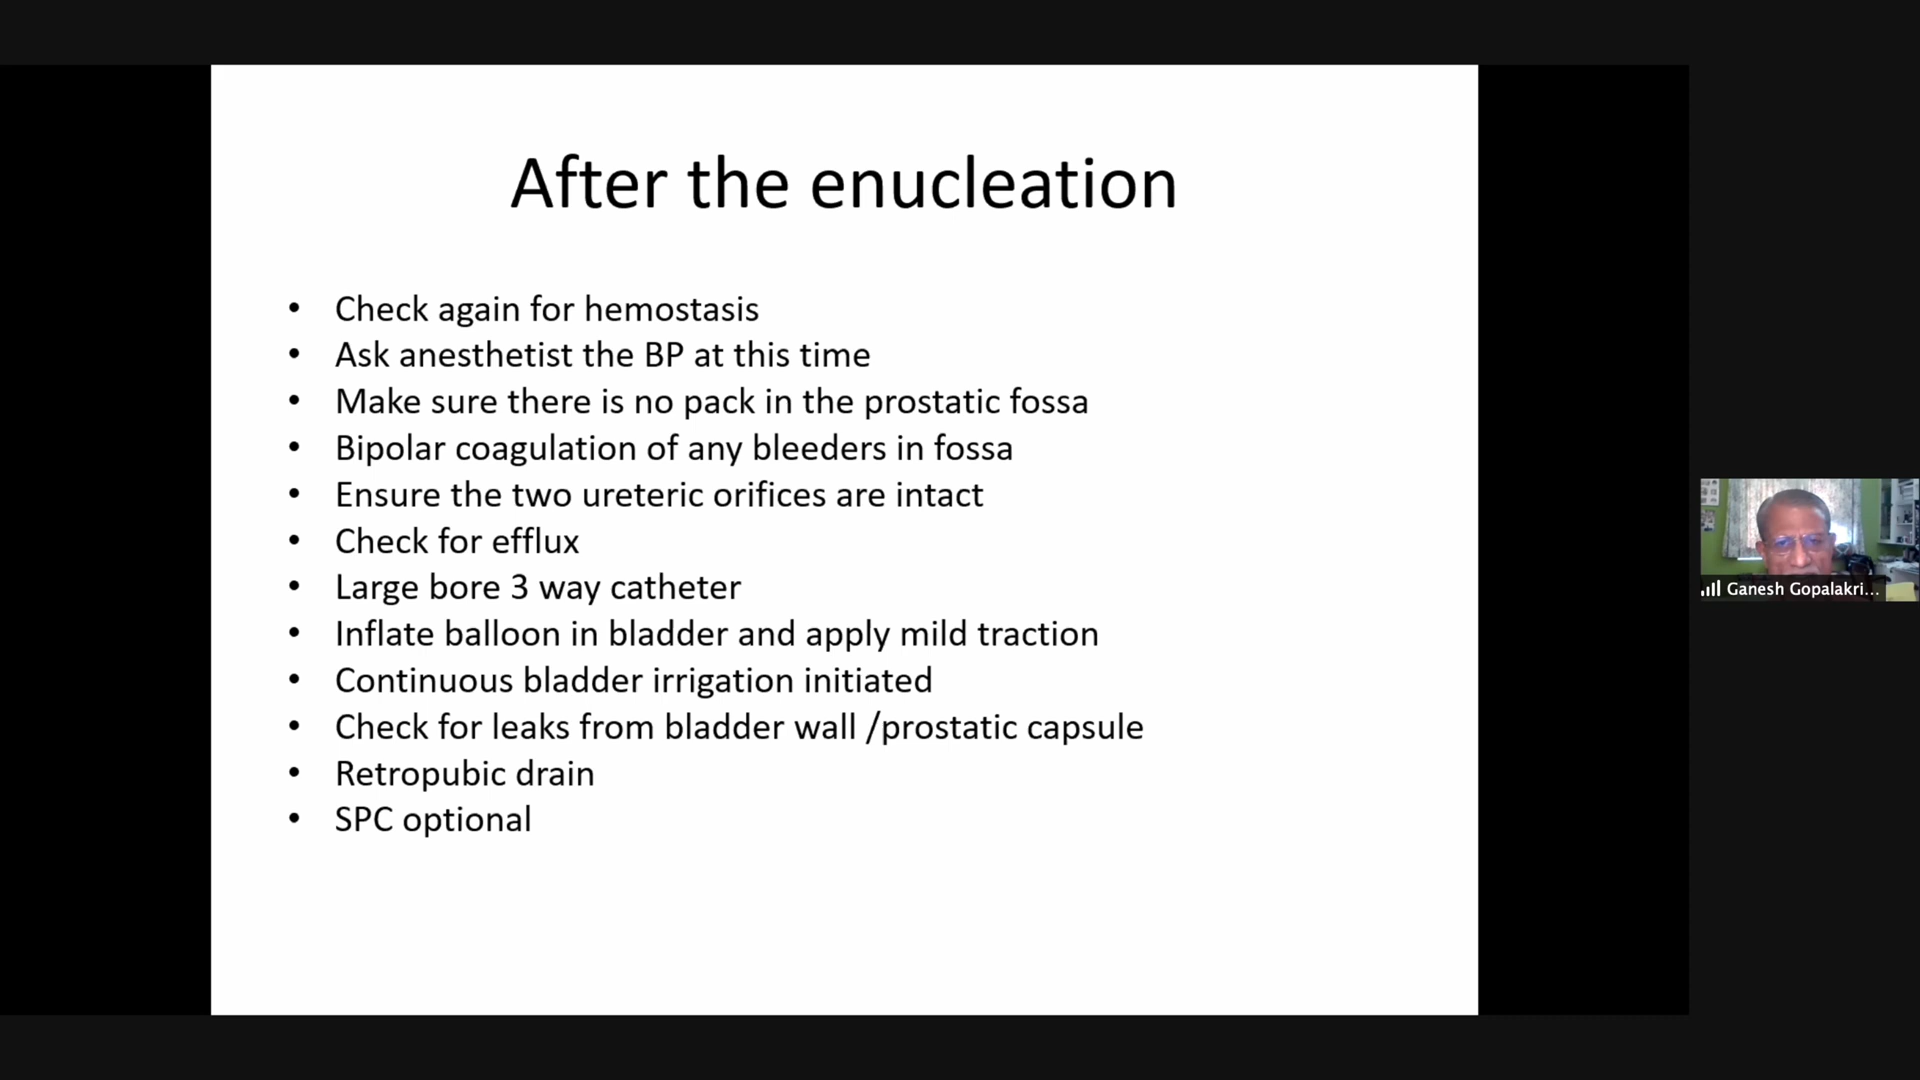 After the enucleation
• Check again for hemostasis
• Ask anesthetist the BP at this time
• Make sure there is no pack in the prostatic fossa
• Bipolar coagulation of any bleeders in fossa
• Ensure the two ureteric orifices are intact
• Check for efflux
• Large bore 3 way catheter
• Inflate balloon in bladder and apply mild traction
• Continuous bladder irrigation initiated
• Check for leaks from bladder wall /prostatic capsule
• Retropubic drain
• SPC optional
Ganesh Gopalakri...